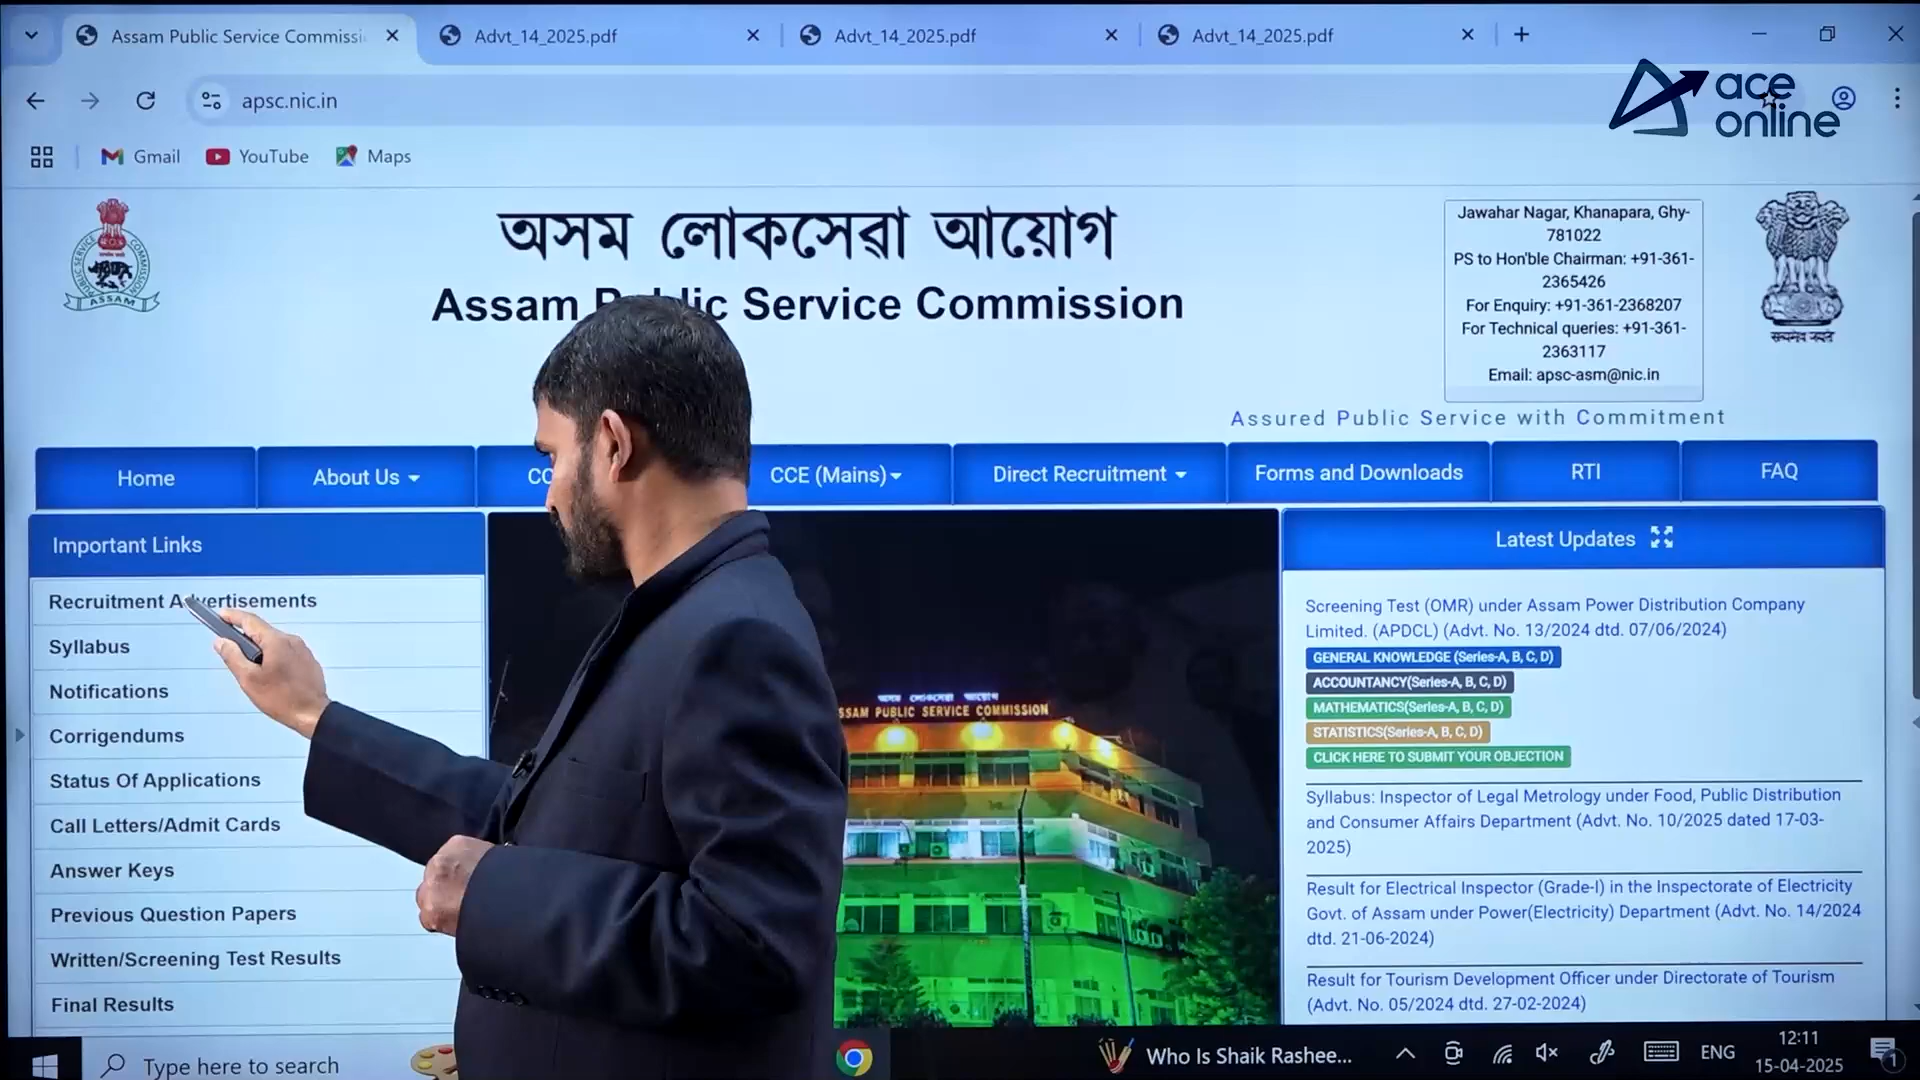 Assam Public Service Commissi
Advt_14_2025.pdf
Advt_14_2025.pdf
Advt_14_2025.pdf
apsc.nic.in
ace
online
Gmail
YouTube
Maps
অসম লোকসেৱা আয়োগ
Assam P lic Service Commission
ASSAM
Jawahar Nagar, Khanapara, Ghy-
781022
PS to Hon'ble Chairman: +91-361-
2365426
For Enquiry: +91-361-2368207
For Technical queries: +91-361-
2363117
Email: apsc-asm@nic.in
सत्यमेव जयते
Assured Public Service with Commitment
Home
About Us
CC
CCE (Mains)
Direct Recruitment
Forms and Downloads
RTI
FAQ
Important Links
Recruitment Advertisements
Syllabus
Notifications
Corrigendums
Status Of Applications
Call Letters/Admit Cards
Answer Keys
Previous Question Papers
Written/Screening Test Results
Final Results
অসম লোকসেৱা আয়োগ
SSAM PUBLIC SERVICE COMMISSION
Latest Updates
Screening Test (OMR) under Assam Power Distribution Company
Limited. (APDCL) (Advt. No. 13/2024 dtd. 07/06/2024)
GENERAL KNOWLEDGE (Series-A, B, C, D)
ACCOUNTANCY(Series-A, B, C, D)
MATHEMATICS(Series-A, B, C, D)
STATISTICS(Series-A, B, C, D)
CLICK HERE TO SUBMIT YOUR OBJECTION
Syllabus: Inspector of Legal Metrology under Food, Public Distribution
and Consumer Affairs Department (Advt. No. 10/2025 dated 17-03-
2025)
Result for Electrical Inspector (Grade-I) in the Inspectorate of Electricity
Govt. of Assam under Power(Electricity) Department (Advt. No. 14/2024
dtd. 21-06-2024)
Result for Tourism Development Officer under Directorate of Tourism
(Advt. No. 05/2024 dtd. 27-02-2024)
Type here to search
Who Is Shaik Rashee...
ENG
12:11
15-04-2025
1